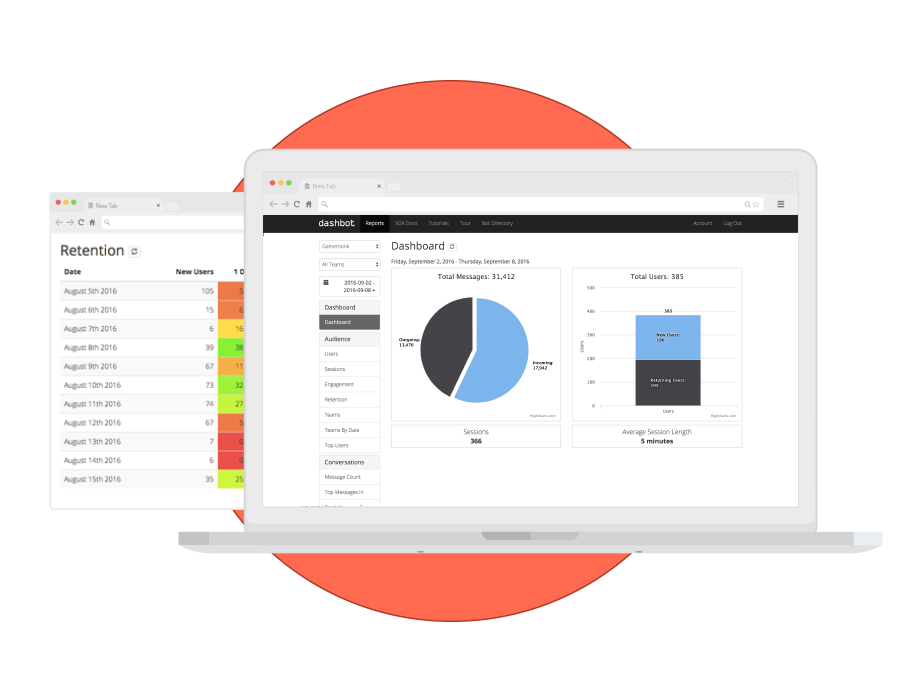 New Tab
Retention
Date New Users 1 D
August 5th 2016 105 5
August 6th 2016 15 6
August 7th 2016 6 16
August 8th 2016 39 38
August 9th 2016 67 11
August 10th 2016 73 32
August 11th 2016 74 27
August 12th 2016 67 5
August 13th 2016 7 0
August 14th 2016 6 0
August 15th 2016 35 25
New Tab
dashbot Reports SDK Docs Tutorials Tour Bot Directory Account Log Out
Gamemonk
All Teams
2016-09-02 -
2016-09-08
Dashboard
Dashboard
Audience
Users
Sessions
Engagement
Retention
Teams
Teams By Date
Top Users
Conversations
Message Count
Top Messages In
Dashboard
Friday, September 2, 2016 - Thursday, September 8, 2016
Total Messages: 31,412
Outgoing:
13,470
Incoming:
17,942
Highcharts.com
Total Users: 385
500
400
300
200
100
0
Users
385
New Users:
190
Returning Users:
195
Users
Highcharts.com
Sessions
366
Average Session Length
5 minutes